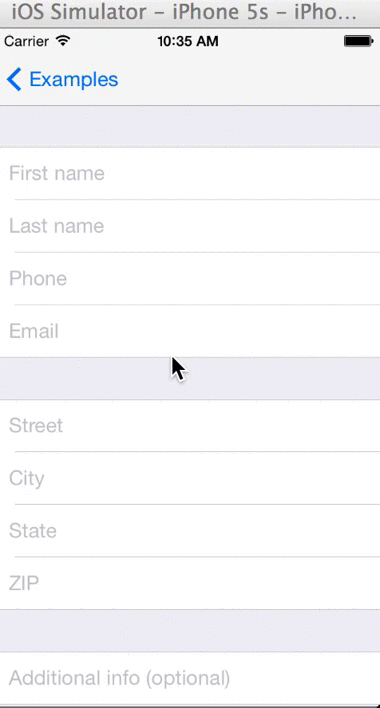 iOS Simulator – iPhone 5s – iPho...
Carrier 10:35 AM
Examples
First name
Last name
Phone
Email
Street
City
State
ZIP
Additional info (optional)